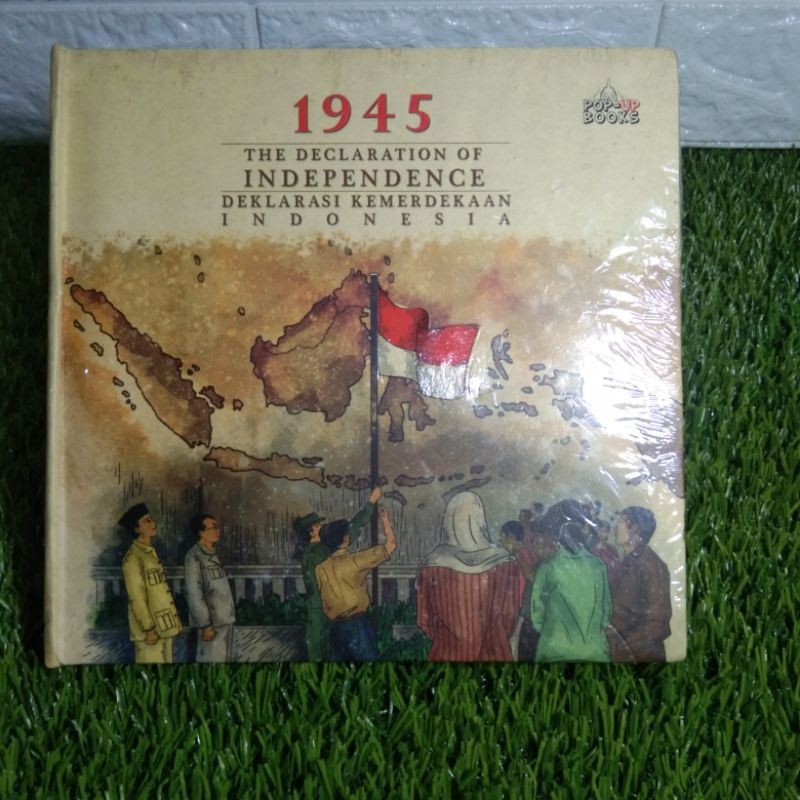 1945
THE DECLARATION OF
INDEPENDENCE
DEKLARASI KEMERDEKAAN
INDONESIA
POP-UP
BOOKS